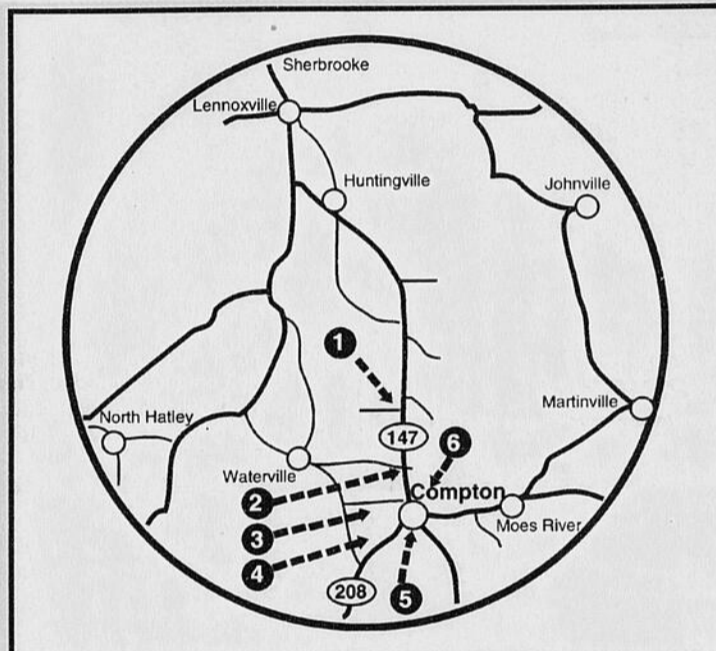 Sherbrooke
Lennoxville
Huntingville
Johnville
1
Martinville
North Hatley
147
6
Waterville
2
Compton
3
Moes River
4
208
5